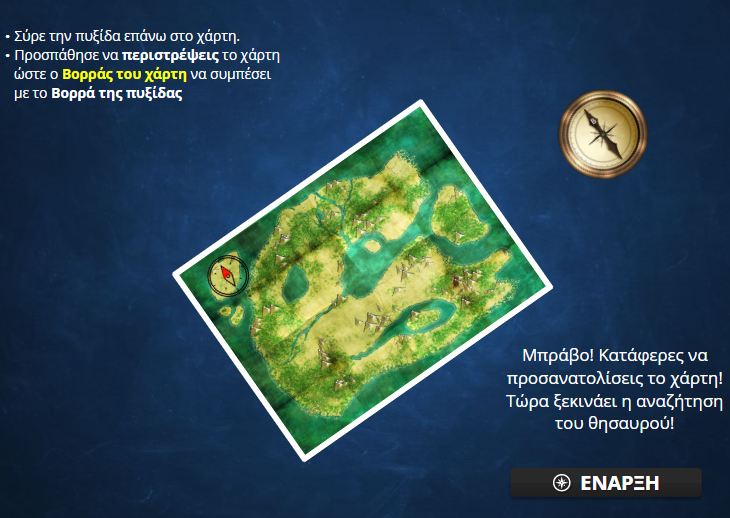 • Σύρε την πυξίδα επάνω στο χάρτη.
• Προσπάθησε να περιστρέψεις το χάρτη
ώστε ο Βορράς του χάρτη να συμπέσει
με το Βορρά της πυξίδας
Μπράβο! Κατάφερες να
προσανατολίσεις το χάρτη!
Τώρα ξεκινάει η αναζήτηση
του θησαυρού!
ΕΝΑΡΞΗ